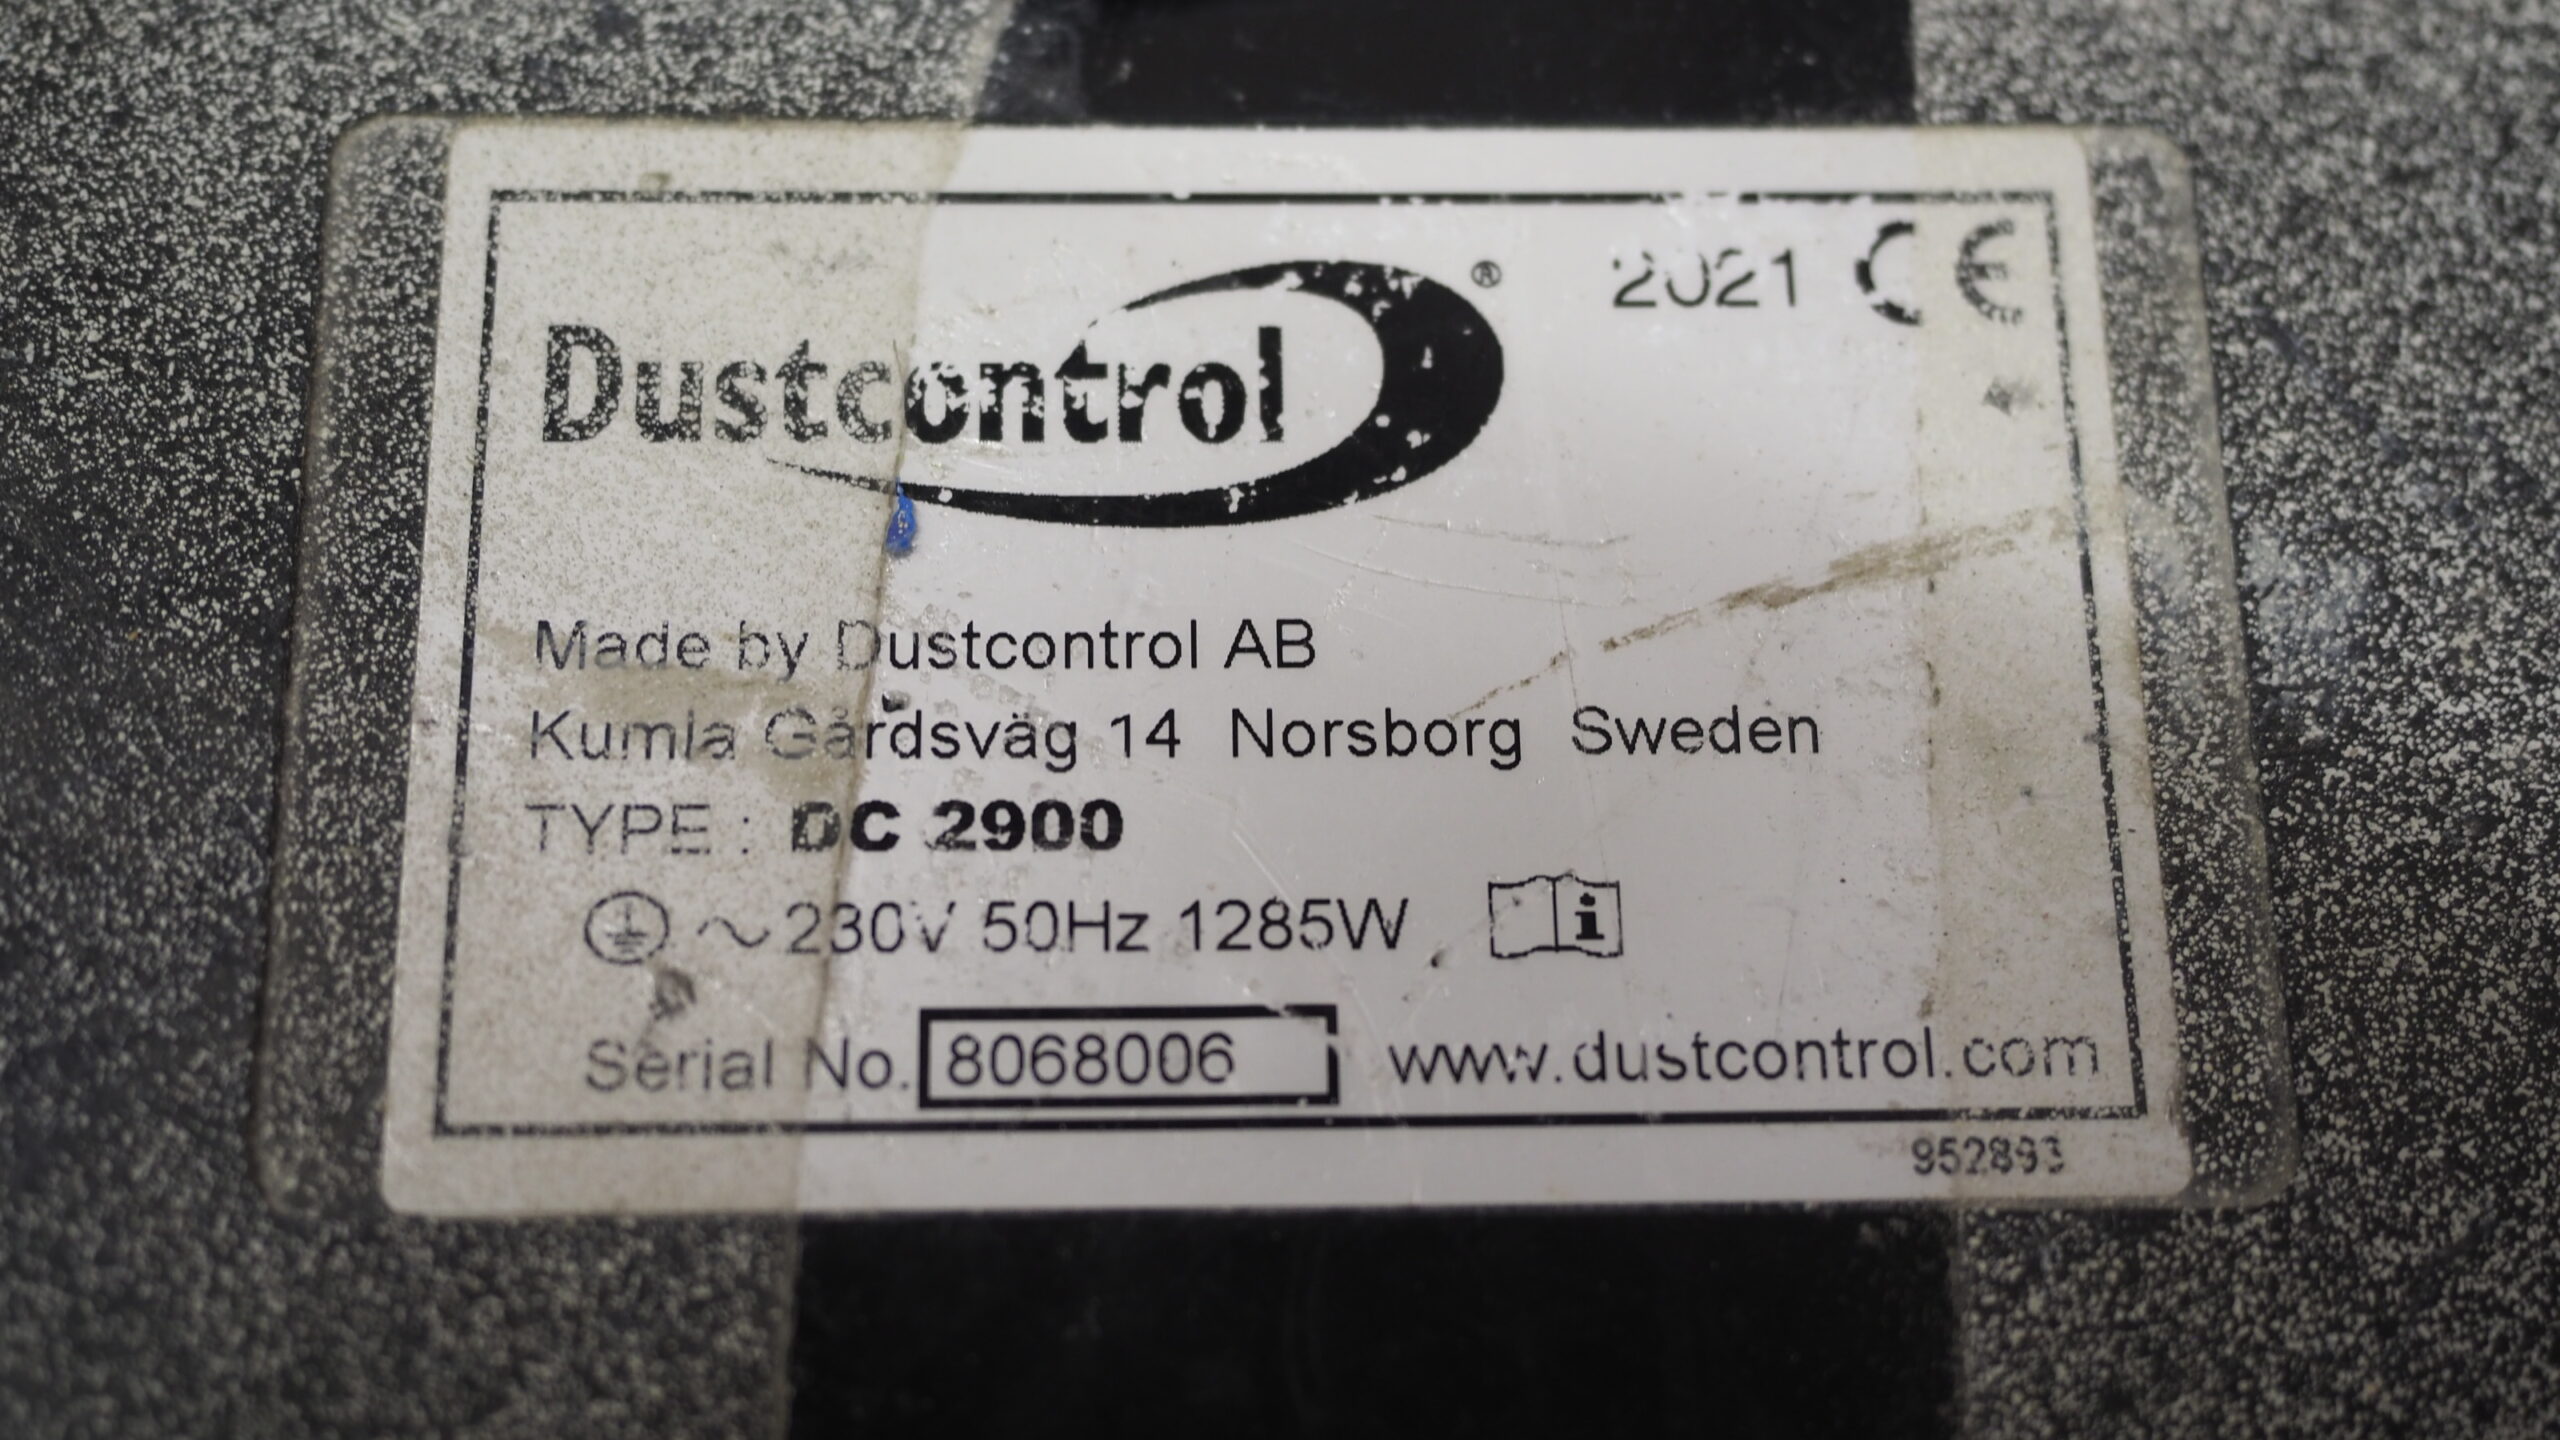 Dustcontrol ®
2021 CE
Made by Dustcontrol AB
Kumla Gårdsväg 14 Norsborg Sweden
TYPE : DC 2900
~ 230V 50Hz 1285W
Serial No. 8068006
www.dustcontrol.com
952893